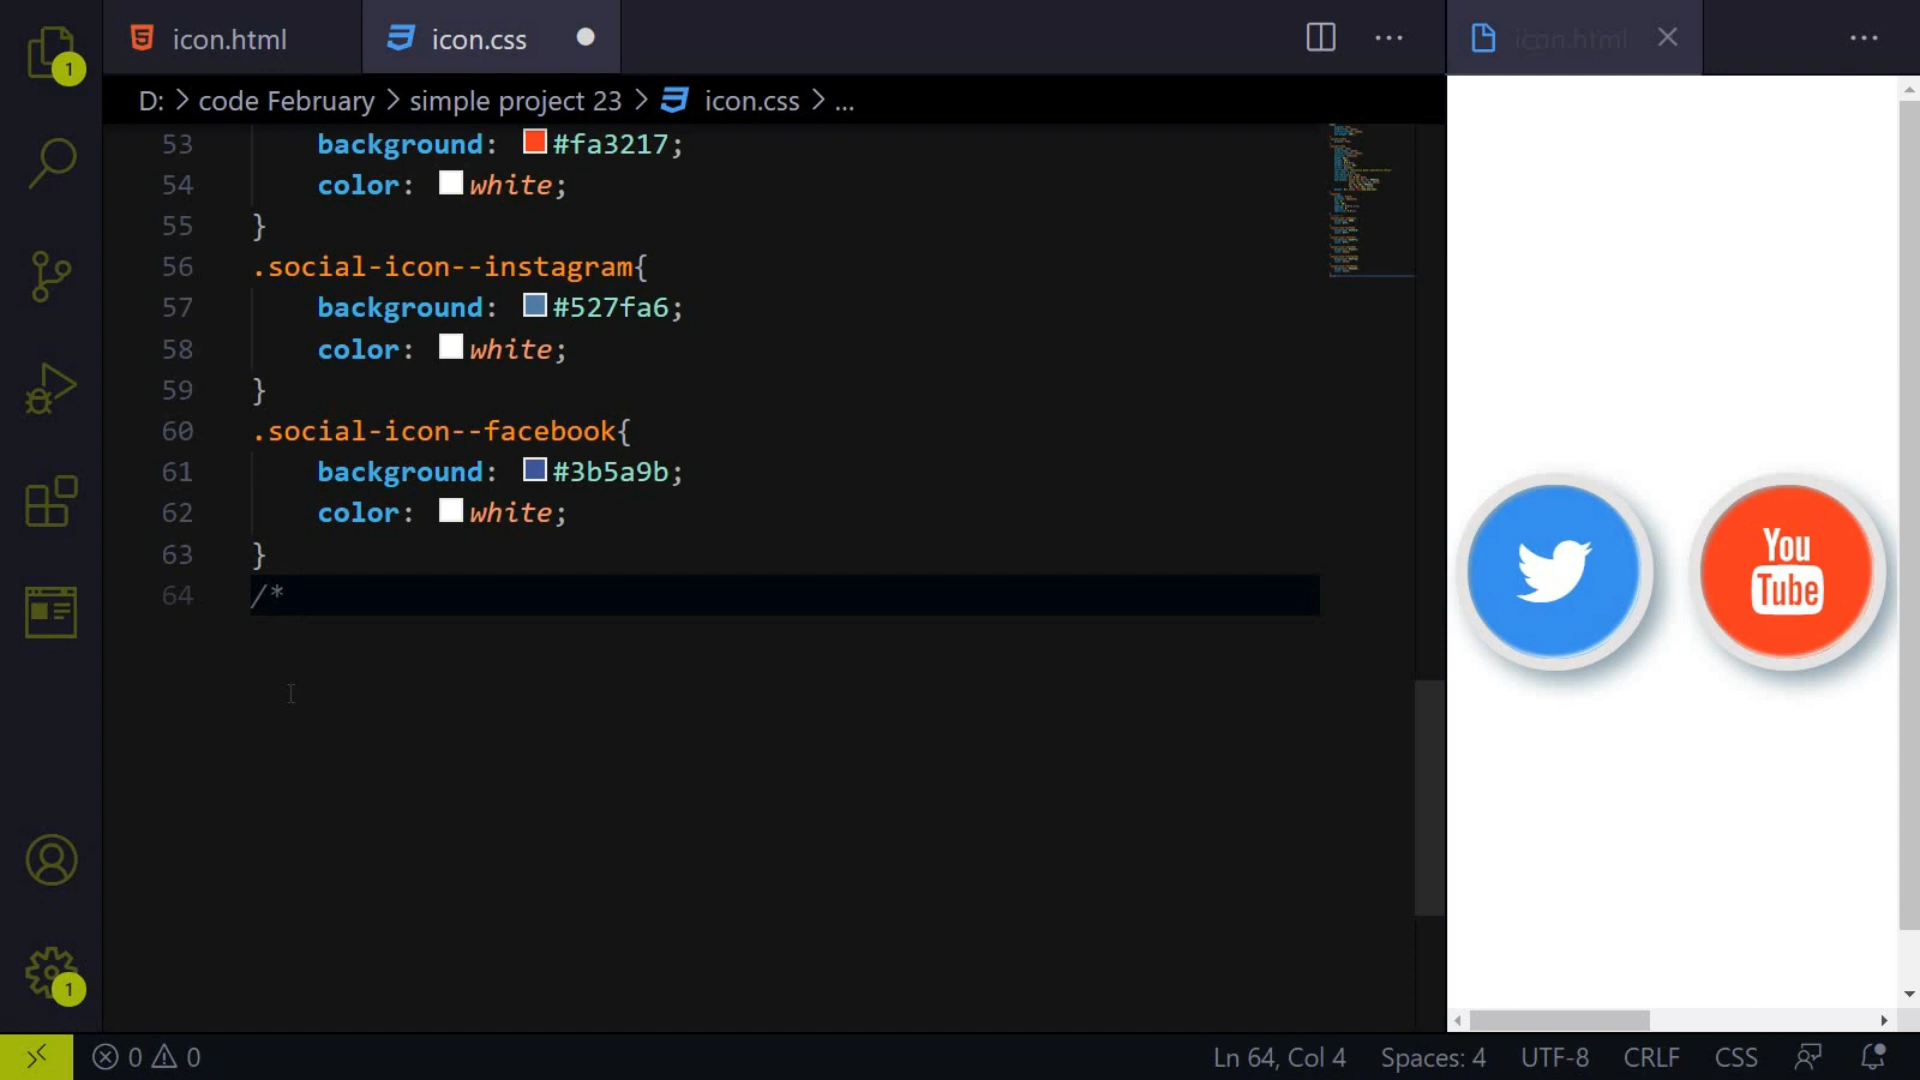 icon.html
icon.css
icon.html
D: > code February > simple project 23 > icon.css > ...
1
53 background: #fa3217;
54 color: white;
55 }
56 .social-icon--instagram{
57 background: #527fa6;
58 color: white;
59 }
60 .social-icon--facebook{
61 background: #3b5a9b;
62 color: white;
63 }
64 /*
You
Tube
1
0 0
Ln 64, Col 4
Spaces: 4
UTF-8
CRLF
CSS